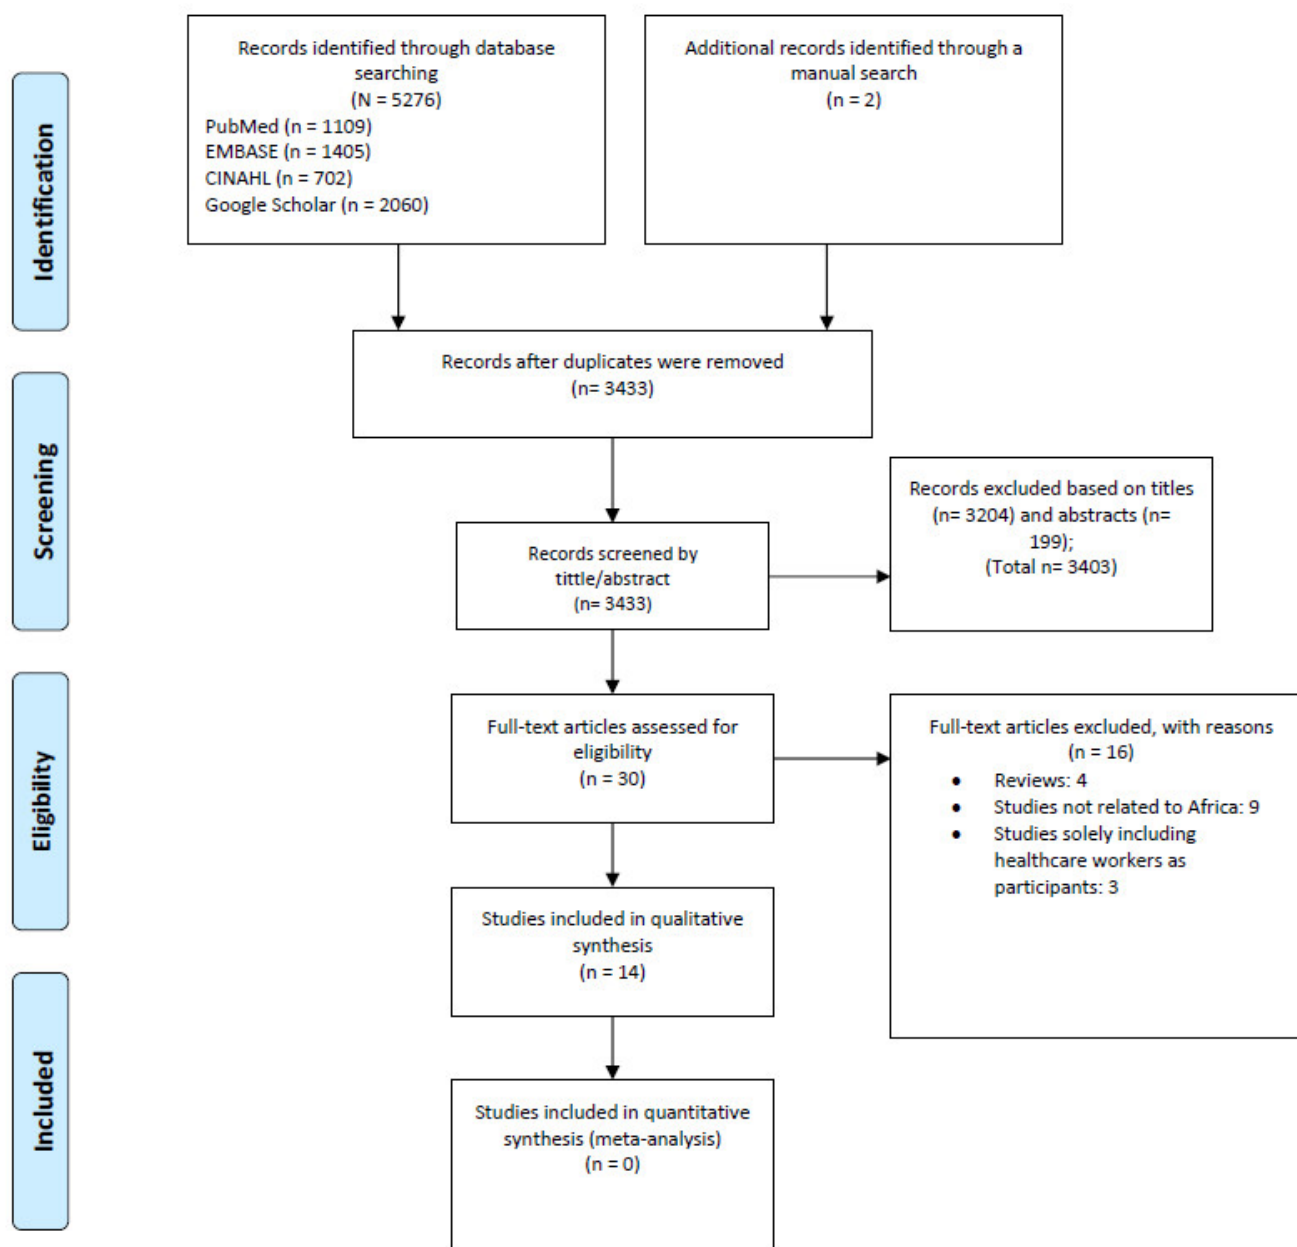 Identification
Records identified through database
searching
(N = 5276)
PubMed (n = 1109)
EMBASE (n = 1405)
CINAHL (n = 702)
Google Scholar (n = 2060)
Additional records identified through a
manual search
(n = 2)
Records after duplicates were removed
(n= 3433)
Screening
Records screened by
tittle/abstract
(n= 3433)
Records excluded based on titles
(n= 3204) and abstracts (n=
199);
(Total n= 3403)
Eligibility
Full-text articles assessed for
eligibility
(n = 30)
Full-text articles excluded, with reasons
(n = 16)
• Reviews: 4
• Studies not related to Africa: 9
• Studies solely including
healthcare workers as
participants: 3
Studies included in qualitative
synthesis
(n = 14)
Included
Studies included in quantitative
synthesis (meta-analysis)
(n = 0)